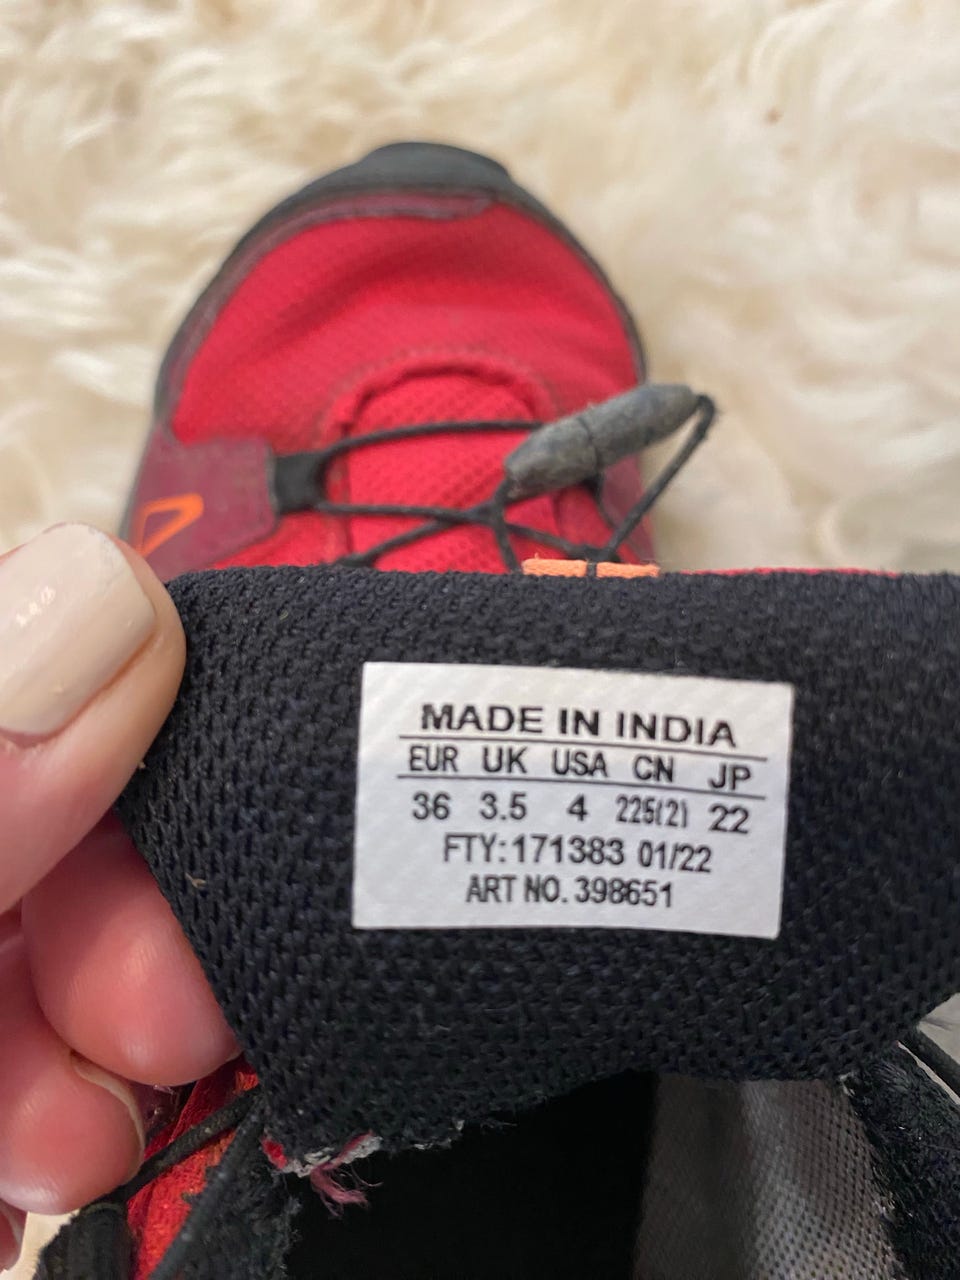 MADE IN INDIA
EUR UK USA CN JP
36 3.5 4 225(2) 22
FTY:171383 01/22
ART NO. 398651